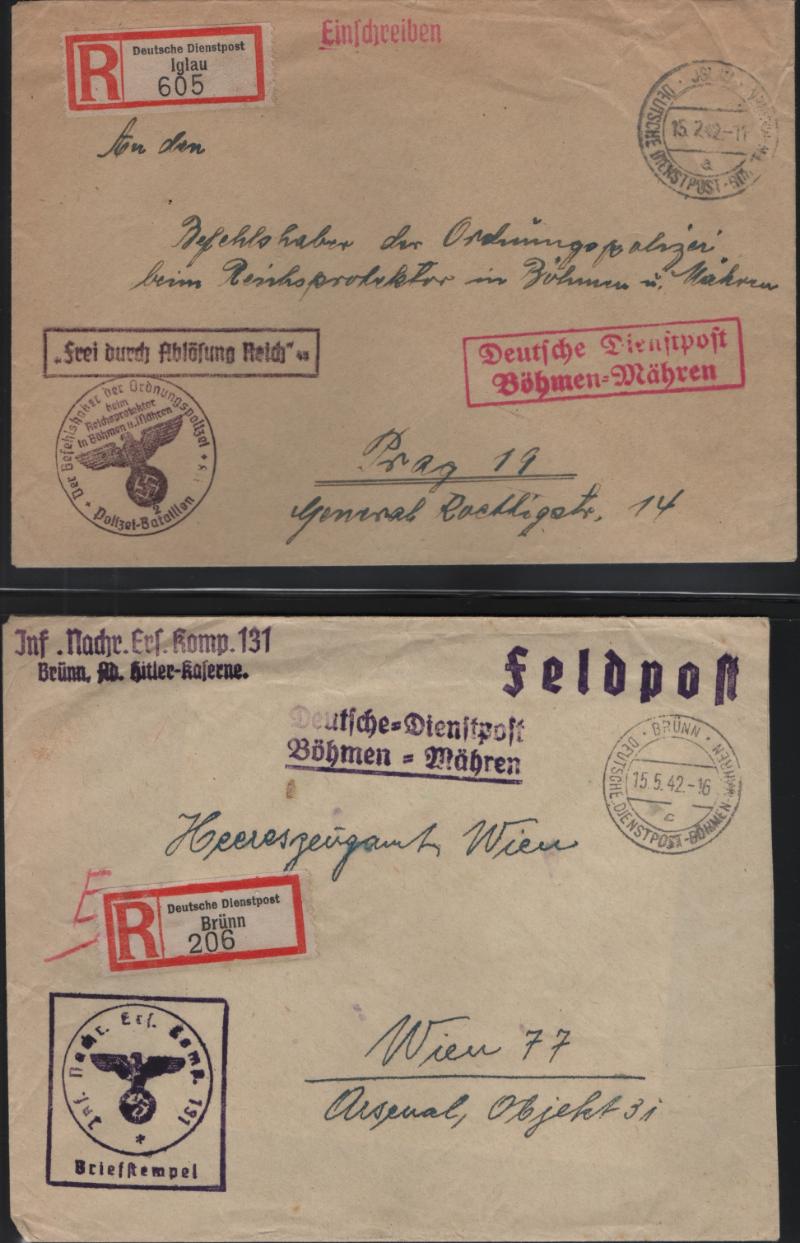 Einschreiben
R
Deutsche Dienstpost
Iglau
605
DEUTSCHE DIENSTPOST
15.2.42-11
a
An den
Befehlshaber der Ordnungspolizei
beim Reichsprotektor in Böhmen u. Mähren
„Frei durch Ablösung Reich“
Deutsche Dienstpost
Böhmen=Mähren
Der Befehlshaber der Ordnungspolizei
beim
Reichsprotektor
in Böhmen u. Mähren
2
Polizei-Bataillon
Prag 19
General Roettigstr. 14
Inf. Nachr. Ers. Komp. 131
Brünn, Ad. Hitler-Kaserne.
Feldpost
Deutsche=Dienstpost
Böhmen = Mähren
BRÜNN
15.5.42.-16
c
DEUTSCHE DIENSTPOST-BÖHMEN-MÄHREN
Heereszeugamt, Wien
E
R
Deutsche Dienstpost
Brünn
206
Inf. Nachr. Ers. Komp. 131
Briefstempel
Wien 77
Arsenal, Objekt 3i